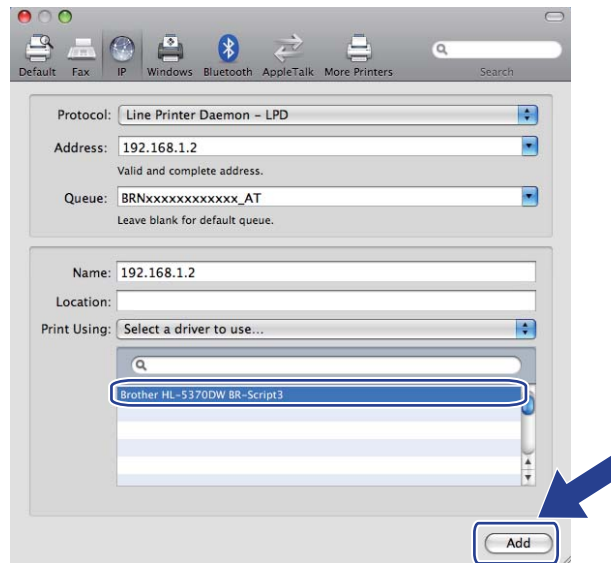 Default Fax IP Windows Bluetooth AppleTalk More Printers Search
Protocol: Line Printer Daemon – LPD
Address: 192.168.1.2
Valid and complete address.
Queue: BRNxxxxxxxxxxxx_AT
Leave blank for default queue.
Name: 192.168.1.2
Location:
Print Using: Select a driver to use...
Brother HL-5370DW BR-Script3
Add